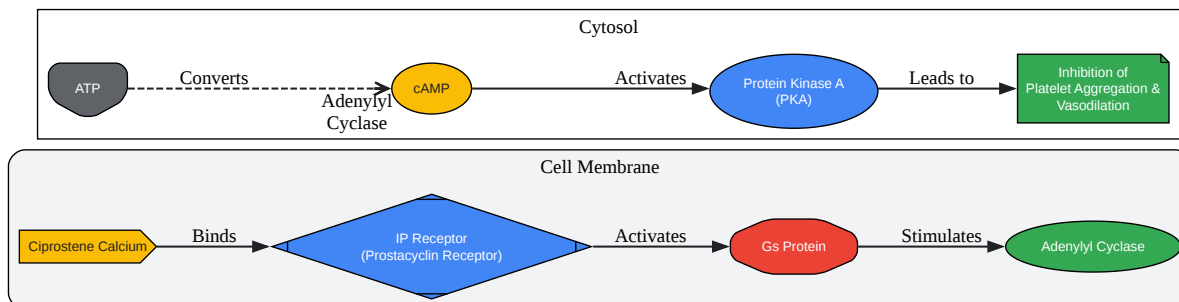 Cytosol
ATP
Converts
Adenylyl
Cyclase
cAMP
Activates
Protein Kinase A
(PKA)
Leads to
Inhibition of
Platelet Aggregation &
Vasodilation
Cell Membrane
Ciprostene Calcium
Binds
IP Receptor
(Prostacyclin Receptor)
Activates
Gs Protein
Stimulates
Adenylyl Cyclase